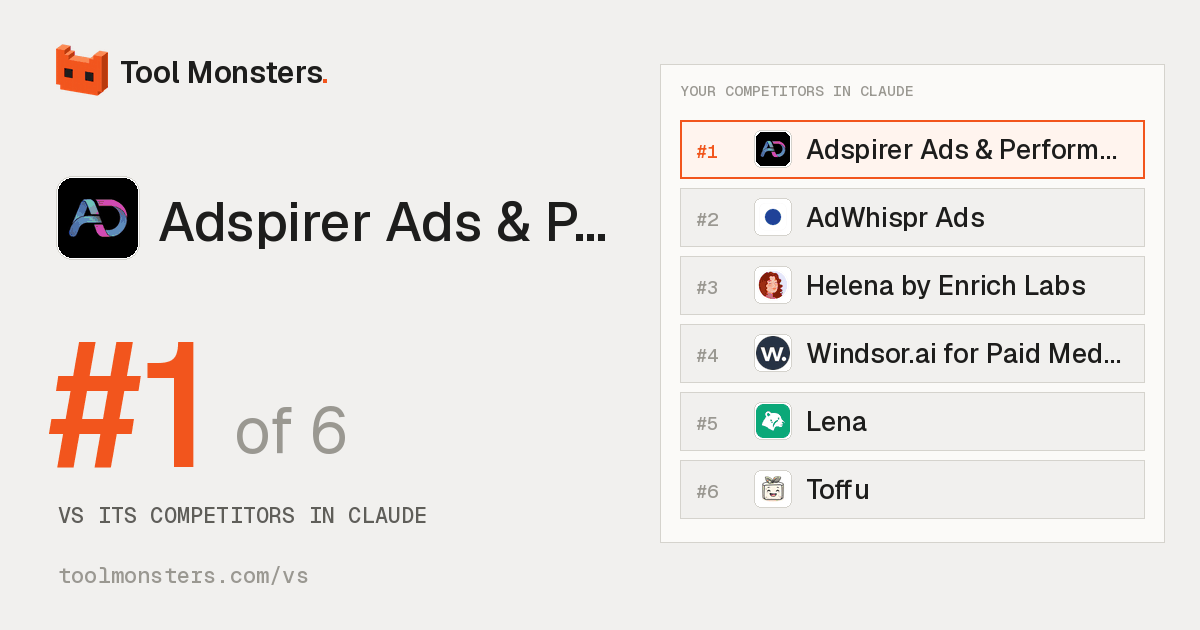 Tool Monsters.
Adspirer Ads & P...
#1 of 6
VS ITS COMPETITORS IN CLAUDE
toolmonsters.com/vs
YOUR COMPETITORS IN CLAUDE
#1 AD Adspirer Ads & Perform...
#2 AdWhispr Ads
#3 Helena by Enrich Labs
#4 w. Windsor.ai for Paid Med...
#5 Lena
#6 Toffu